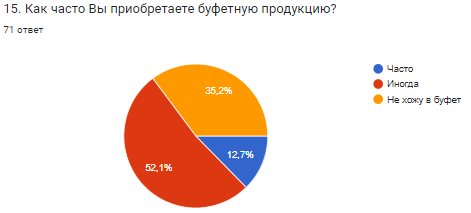 15. Как часто Вы приобретаете буфетную продукцию?
71 ответ
Часто
Иногда
Не хожу в буфет
35,2%
12,7%
52,1%